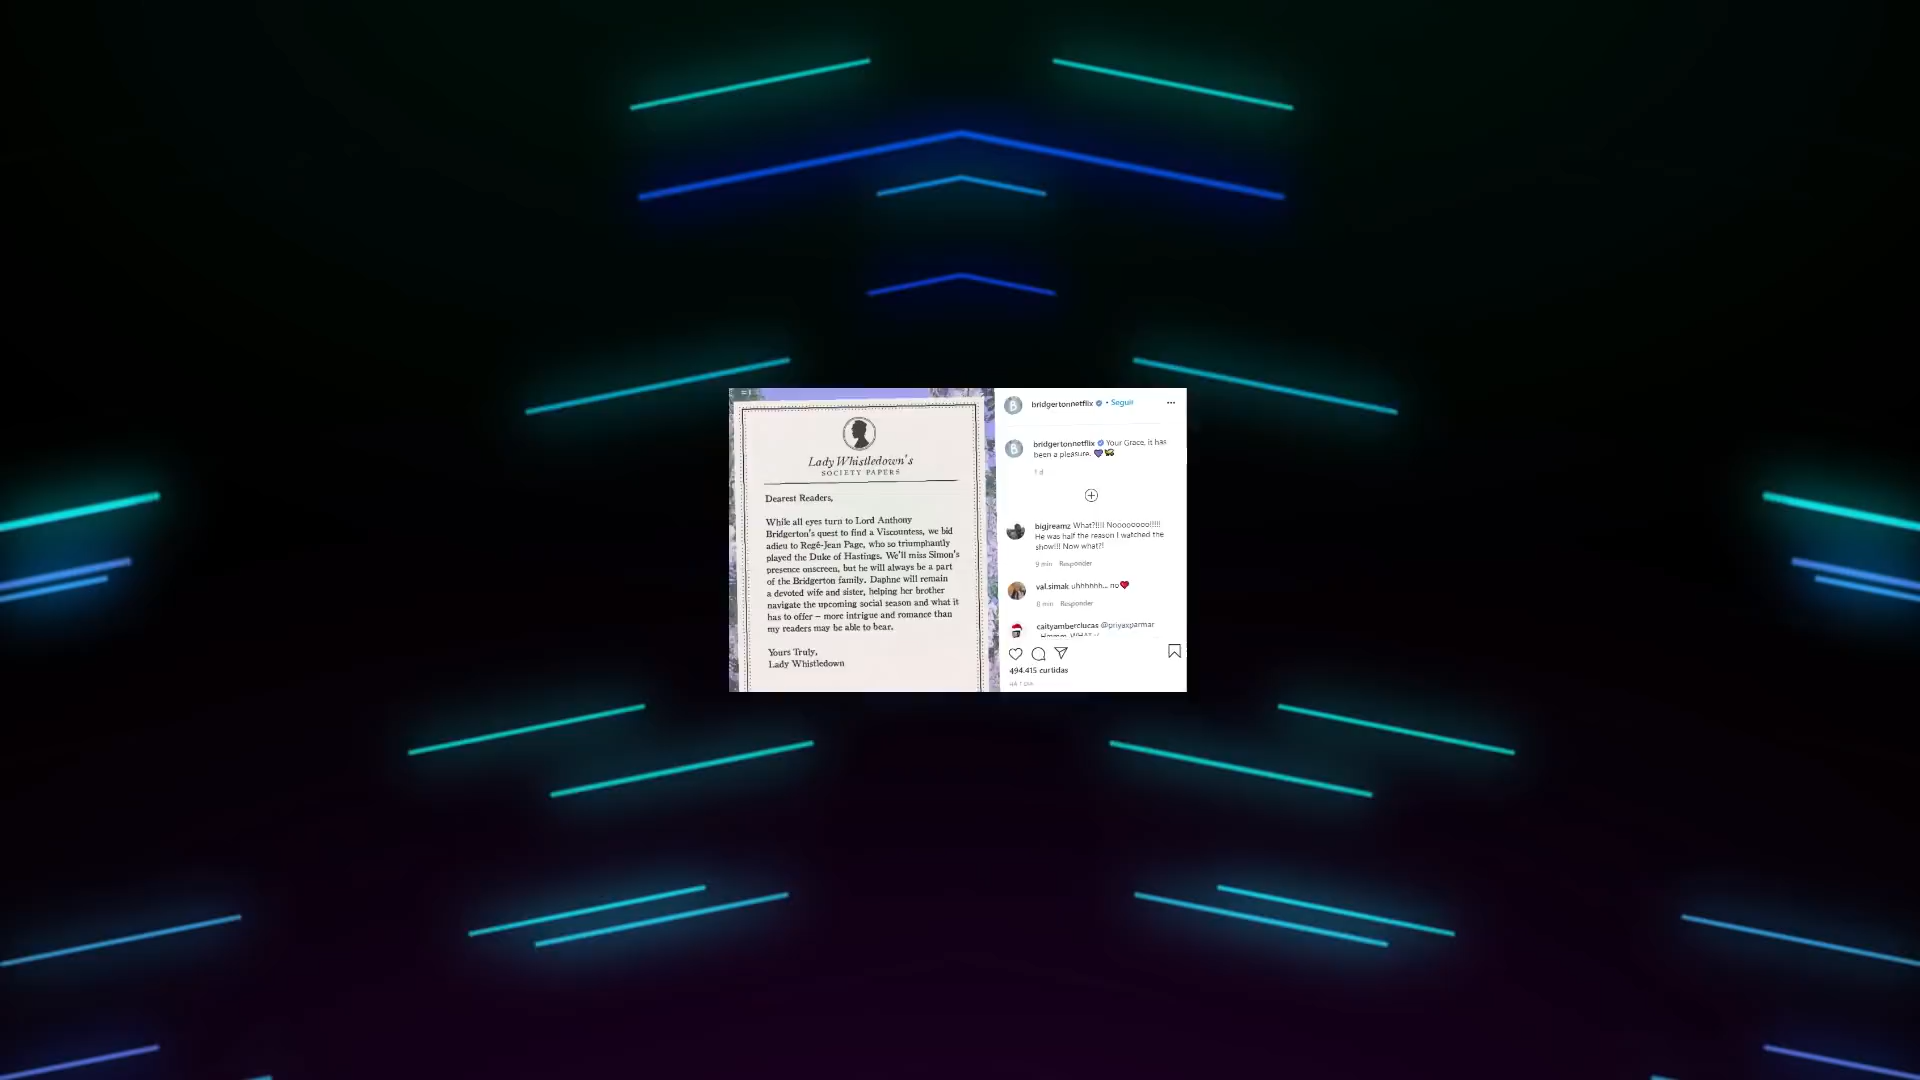 Lady Whistledown's
SOCIETY PAPERS
Dearest Readers,
While all eyes turn to Lord Anthony
Bridgerton's quest to find a Viscountess, we bid
adieu to Regé-Jean Page, who so triumphantly
played the Duke of Hastings. We'll miss Simon's
presence onscreen, but he will always be a part
of the Bridgerton family. Daphne will remain
a devoted wife and sister, helping her brother
navigate the upcoming social season and what it
has to offer – more intrigue and romance than
my readers may be able to bear.
Yours Truly,
Lady Whistledown
B
bridgertonnetflix • Seguir
B
bridgertonnetflix Your Grace, it has
been a pleasure. 💜🐝
1 d
bigjreamz What?!!!! Noooooooo!!!!!
He was half the reason I watched the
show!!! Now what?!
9 min Responder
val.simak uhhhhhh... no❤️
8 min Responder
caityamberclucas @priyaxparmar
494.415 curtidas